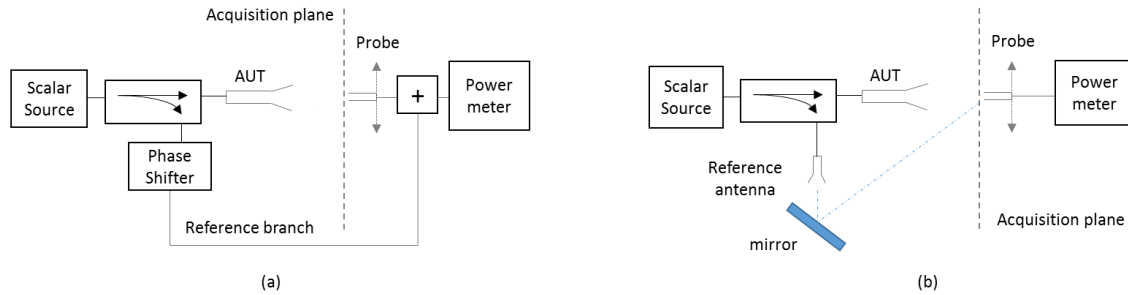 Acquisition plane
Probe
AUT
Scalar
Source
+
Power
meter
Phase
Shifter
Reference branch
(a)
Probe
AUT
Scalar
Source
Power
meter
Reference
antenna
mirror
Acquisition plane
(b)